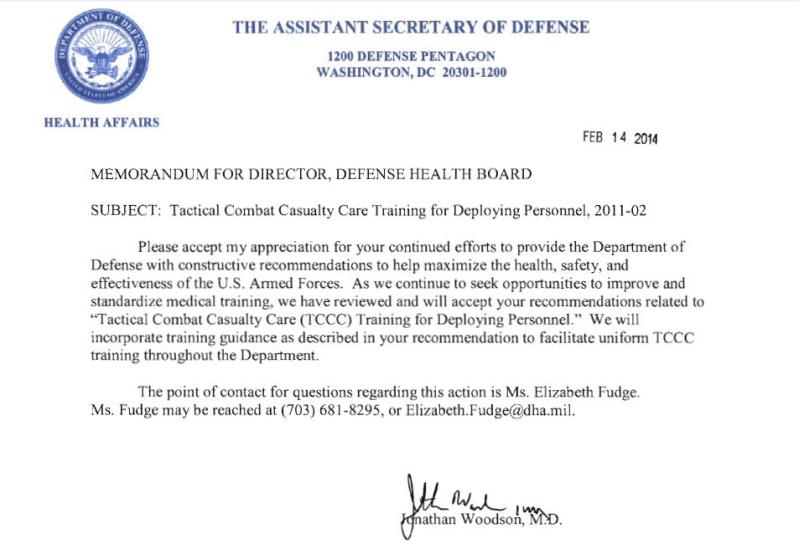 THE ASSISTANT SECRETARY OF DEFENSE
1200 DEFENSE PENTAGON
WASHINGTON, DC 20301-1200
DEPARTMENT OF DEFENSE
UNITED STATES OF AMERICA
HEALTH AFFAIRS
FEB 14 2014
MEMORANDUM FOR DIRECTOR, DEFENSE HEALTH BOARD
SUBJECT: Tactical Combat Casualty Care Training for Deploying Personnel, 2011-02
Please accept my appreciation for your continued efforts to provide the Department of
Defense with constructive recommendations to help maximize the health, safety, and
effectiveness of the U.S. Armed Forces. As we continue to seek opportunities to improve and
standardize medical training, we have reviewed and will accept your recommendations related to
“Tactical Combat Casualty Care (TCCC) Training for Deploying Personnel.” We will
incorporate training guidance as described in your recommendation to facilitate uniform TCCC
training throughout the Department.
The point of contact for questions regarding this action is Ms. Elizabeth Fudge.
Ms. Fudge may be reached at (703) 681-8295, or Elizabeth.Fudge@dha.mil.
Jonathan Woodson, M.D.